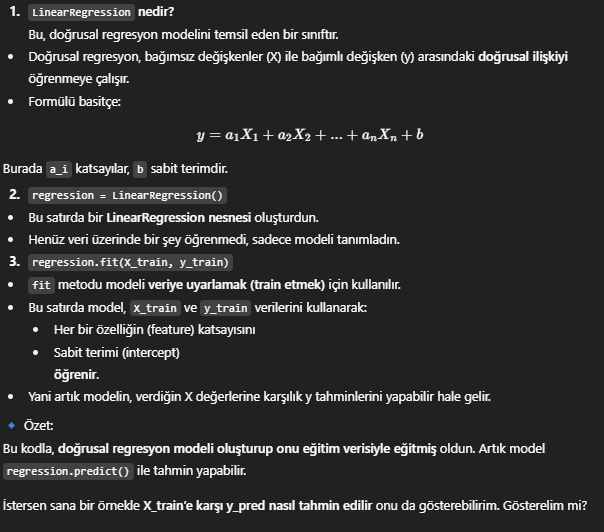 1. LinearRegression nedir?
Bu, doğrusal regresyon modelini temsil eden bir sınıftır.
• Doğrusal regresyon, bağımsız değişkenler (X) ile bağımlı değişken (y) arasındaki doğrusal ilişkiyi
öğrenmeye çalışır.
• Formülü basitçe:
y = a₁X₁ + a₂X₂ + ... + aₙXₙ + b
Burada a_i katsayılar, b sabit terimdir.
2. regression = LinearRegression()
• Bu satırda bir LinearRegression nesnesi oluşturdun.
• Henüz veri üzerinde bir şey öğrenmedi, sadece modeli tanımladın.
3. regression.fit(X_train, y_train)
• fit metodu modeli veriye uyarlamak (train etmek) için kullanılır.
• Bu satırda model, X_train ve y_train verilerini kullanarak:
• Her bir özelliğin (feature) katsayısını
• Sabit terimi (intercept)
öğrenir.
• Yani artık modelin, verdiğin X değerlerine karşılık y tahminlerini yapabilir hale gelir.
🔹 Özet:
Bu kodla, doğrusal regresyon modeli oluşturup onu eğitim verisiyle eğitmiş oldun. Artık model
regression.predict() ile tahmin yapabilir.
İstersen sana bir örnekle X_train’e karşı y_pred nasıl tahmin edilir onu da gösterebilirim. Gösterelim mi?